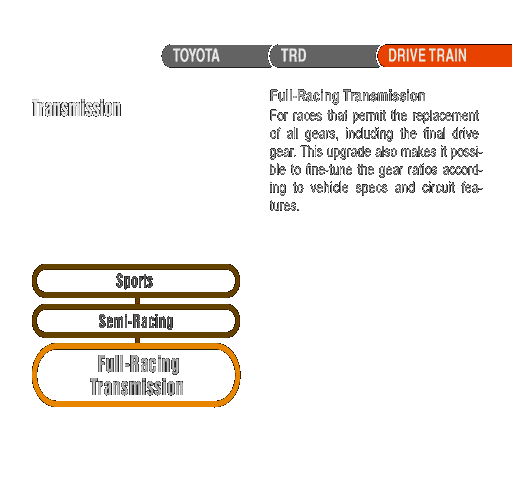 TOYOTA TRD DRIVE TRAIN
Transmission
Full-Racing Transmission
For races that permit the replacement
of all gears, including the final drive
gear. This upgrade also makes it possi-
ble to fine-tune the gear ratios accord-
ing to vehicle specs and circuit fea-
tures.
Sports
Semi-Racing
Full-Racing
Transmission